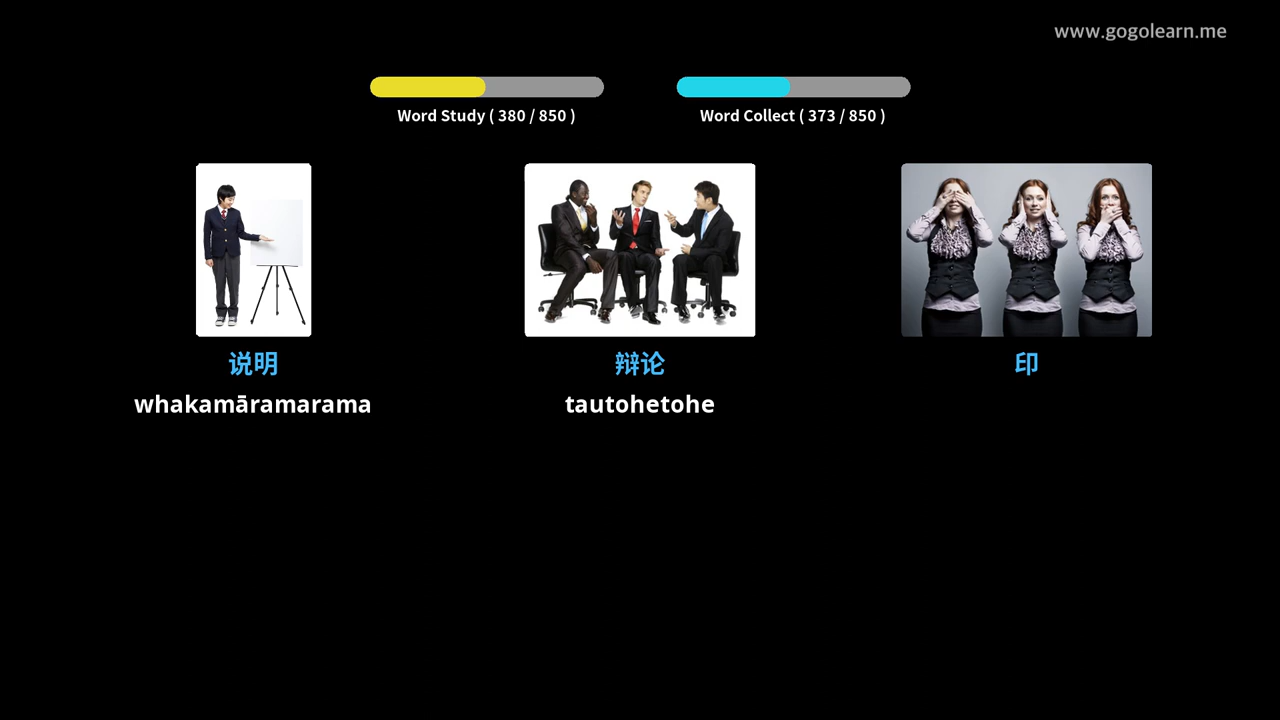 www.gogolearn.me
Word Study ( 380 / 850 )
Word Collect ( 373 / 850 )
说明
辩论
印
whakamāramarama
tautohetohe